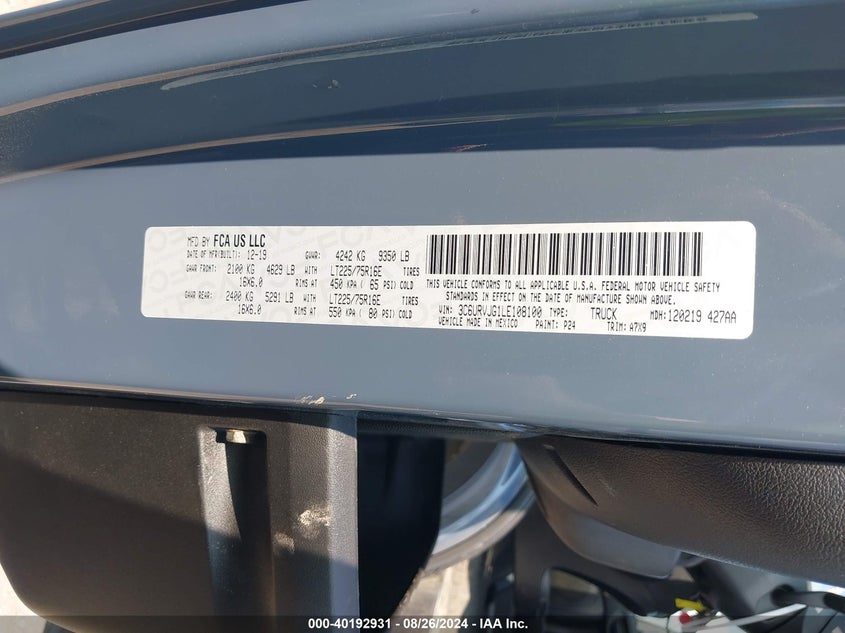 MFD BY FCA US LLC
DATE OF MFR(BUILT): 12-19 GVWR: 4242 KG 9350 LB
GAWR FRONT: 2100 KG 4629 LB WITH LT225/75R16E TIRES
16X6.0 RIMS AT 450 KPA ( 65 PSI) COLD
GAWR REAR: 2400 KG 5291 LB WITH LT225/75R16E TIRES
16X6.0 RIMS AT 550 KPA ( 80 PSI) COLD
THIS VEHICLE CONFORMS TO ALL APPLICABLE U.S.A. FEDERAL MOTOR VEHICLE SAFETY
STANDARDS IN EFFECT ON THE DATE OF MANUFACTURE SHOWN ABOVE.
VIN: 3C6URVJG1LE108100 TYPE: TRUCK MDH:120219 427AA
VEHICLE MADE IN MEXICO PAINT: P24 TRIM: A7X9
000-40192931 - 08/26/2024 - IAA Inc.